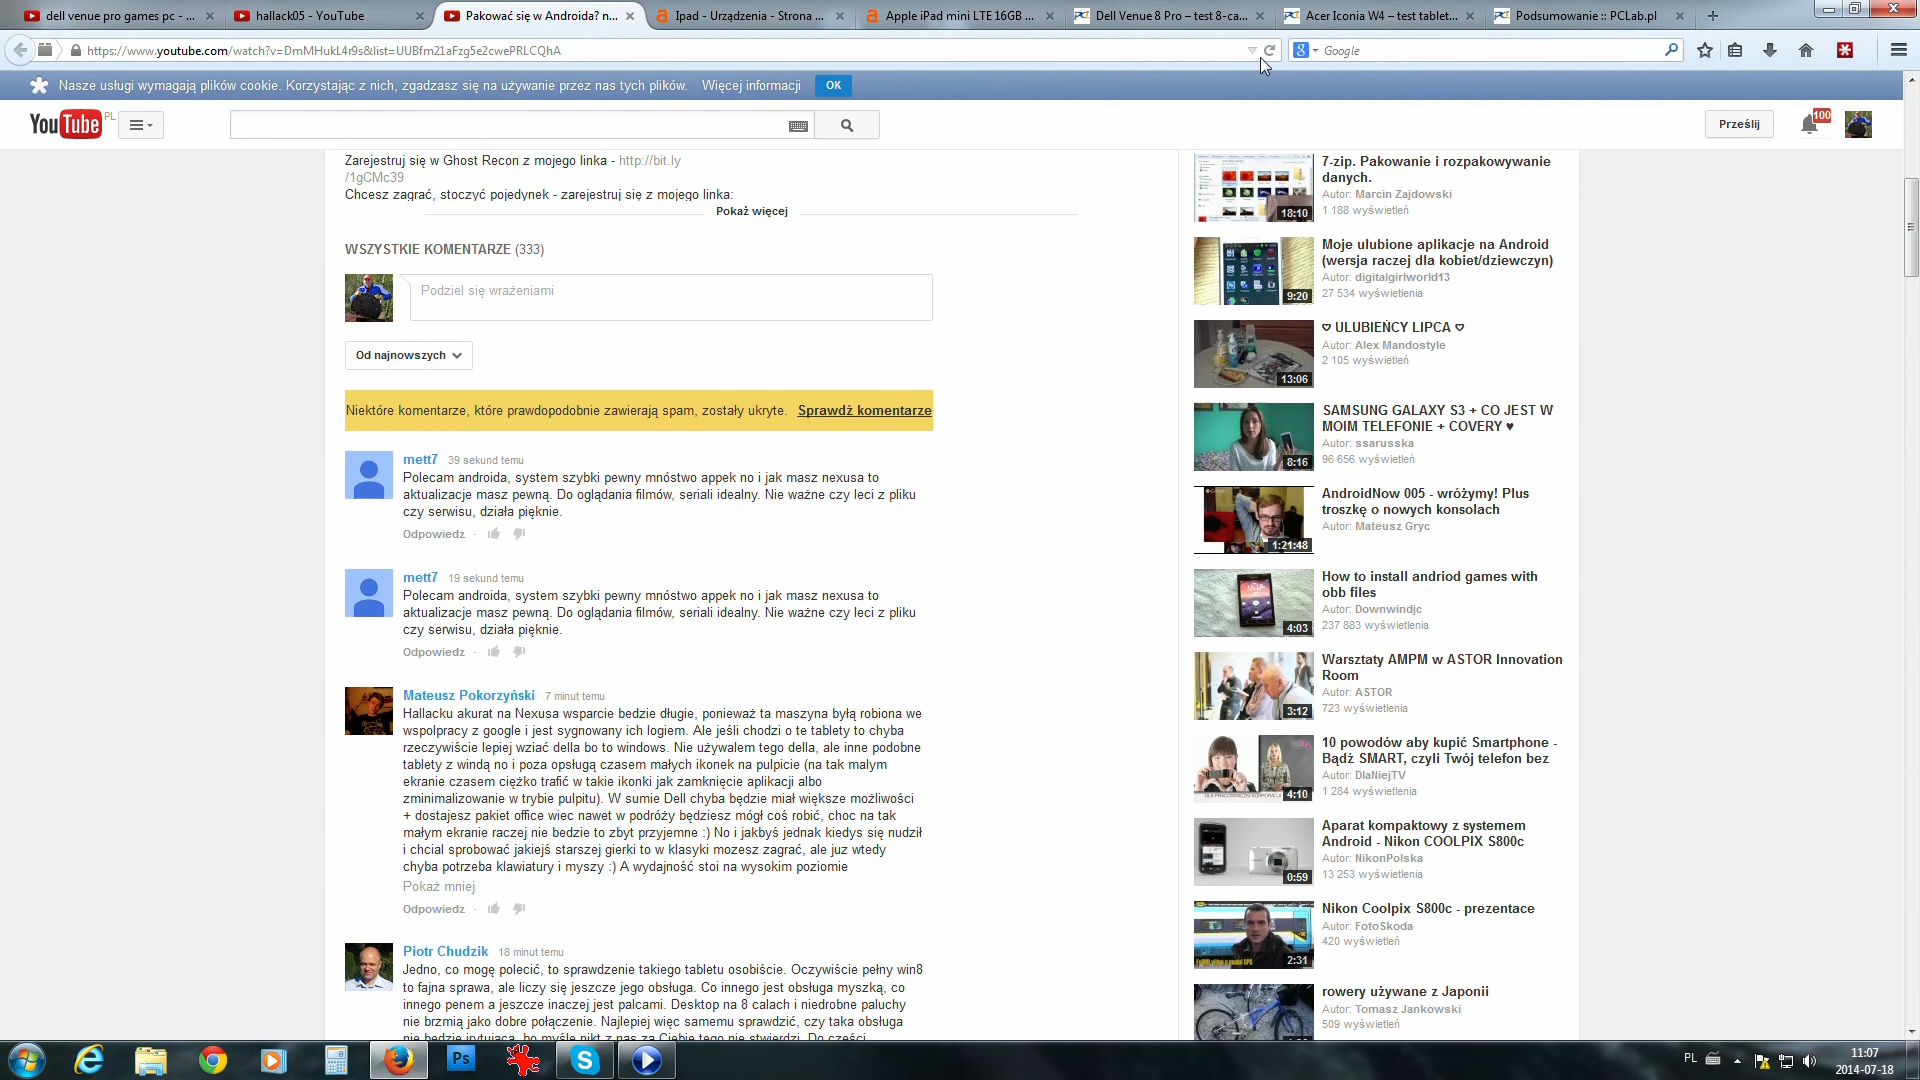 dell venue pro games pc - ...
hallack05 - YouTube
Pakować się w Androida? n...
Ipad - Urządzenia - Strona ...
Apple iPad mini LTE 16GB ...
Dell Venue 8 Pro – test 8-ca...
Acer Iconia W4 – test tablet...
Podsumowanie :: PCLab.pl
https://www.youtube.com/watch?v=DmMHukL4r9s&list=UUBfm21aFzg5e2cwePRLCQhA
Google
Nasze usługi wymagają plików cookie. Korzystając z nich, zgadzasz się na używanie przez nas tych plików. Więcej informacji OK
YouTube PL
Prześlij
100
Zarejestruj się w Ghost Recon z mojego linka - http://bit.ly
/1gCMc39
Chcesz zagrać, stoczyć pojedynek - zarejestruj się z mojego linka:
Pokaż więcej
WSZYSTKIE KOMENTARZE (333)
Podziel się wrażeniami
Od najnowszych
Niektóre komentarze, które prawdopodobnie zawierają spam, zostały ukryte. Sprawdź komentarze
mett7 39 sekund temu
Polecam androida, system szybki pewny mnóstwo appek no i jak masz nexusa to
aktualizacje masz pewną. Do oglądania filmów, seriali idealny. Nie ważne czy leci z pliku
czy serwisu, działa pięknie.
Odpowiedz ·
mett7 19 sekund temu
Polecam androida, system szybki pewny mnóstwo appek no i jak masz nexusa to
aktualizacje masz pewną. Do oglądania filmów, seriali idealny. Nie ważne czy leci z pliku
czy serwisu, działa pięknie.
Odpowiedz ·
Mateusz Pokorzyński 7 minut temu
Hallacku akurat na Nexusa wsparcie bedzie długie, ponieważ ta maszyna byłą robiona we
wspolpracy z google i jest sygnowany ich logiem. Ale jeśli chodzi o te tablety to chyba
rzeczywiście lepiej wziać della bo to windows. Nie używalem tego della, ale inne podobne
tablety z windą no i poza opsługą czasem małych ikonek na pulpicie (na tak malym
ekranie czasem ciężko trafić w takie ikonki jak zamknięcie aplikacji albo
zminimalizowanie w trybie pulpitu). W sumie Dell chyba będzie miał większe możliwości
+ dostajesz pakiet office wiec nawet w podróży będziesz mógł coś robić, choc na tak
małym ekranie raczej nie bedzie to zbyt przyjemne :) No i jakbyś jednak kiedys się nudził
i chcial sprobować jakiejś starszej gierki to w klasyki mozesz zagrać, ale juz wtedy
chyba potrzeba klawiatury i myszy :) A wydajność stoi na wysokim poziomie
Pokaż mniej
Odpowiedz ·
Piotr Chudzik 18 minut temu
Jedno, co mogę polecić, to sprawdzenie takiego tabletu osobiście. Oczywiście pełny win8
to fajna sprawa, ale liczy się jeszcze jego obsługa. Co innego jest obsługa myszką, co
innego penem a jeszcze inaczej jest palcami. Desktop na 8 calach i niedrobne paluchy
nie brzmią jako dobre połączenie. Najlepiej więc samemu sprawdzić, czy taka obsługa
nie będzie irytująca, bo myślę nikt z nas za Ciebie tego nie stwierdzi. Do części
7-zip. Pakowanie i rozpakowywanie
danych.
Autor: Marcin Zajdowski
1 188 wyświetleń
18:10
Moje ulubione aplikacje na Android
(wersja raczej dla kobiet/dziewczyn)
Autor: digitalgirlworld13
27 534 wyświetlenia
9:20
♡ ULUBIEŃCY LIPCA ♡
Autor: Alex Mandostyle
2 105 wyświetleń
13:06
SAMSUNG GALAXY S3 + CO JEST W
MOIM TELEFONIE + COVERY ♥
Autor: ssarusska
96 656 wyświetleń
8:16
AndroidNow 005 - wróżymy! Plus
troszkę o nowych konsolach
Autor: Mateusz Gryc
1:21:48
How to install andriod games with
obb files
Autor: Downwindjc
237 883 wyświetlenia
4:03
Warsztaty AMPM w ASTOR Innovation
Room
Autor: ASTOR
723 wyświetlenia
3:12
10 powodów aby kupić Smartphone -
Bądź SMART, czyli Twój telefon bez
Autor: DlaNiejTV
1 284 wyświetlenia
4:10
Aparat kompaktowy z systemem
Android - Nikon COOLPIX S800c
Autor: NikonPolska
13 253 wyświetlenia
0:59
Nikon Coolpix S800c - prezentace
Autor: FotoSkoda
420 wyświetleń
2:31
rowery używane z Japonii
Autor: Tomasz Jankowski
509 wyświetleń
Ps
PL
11:07
2014-07-18